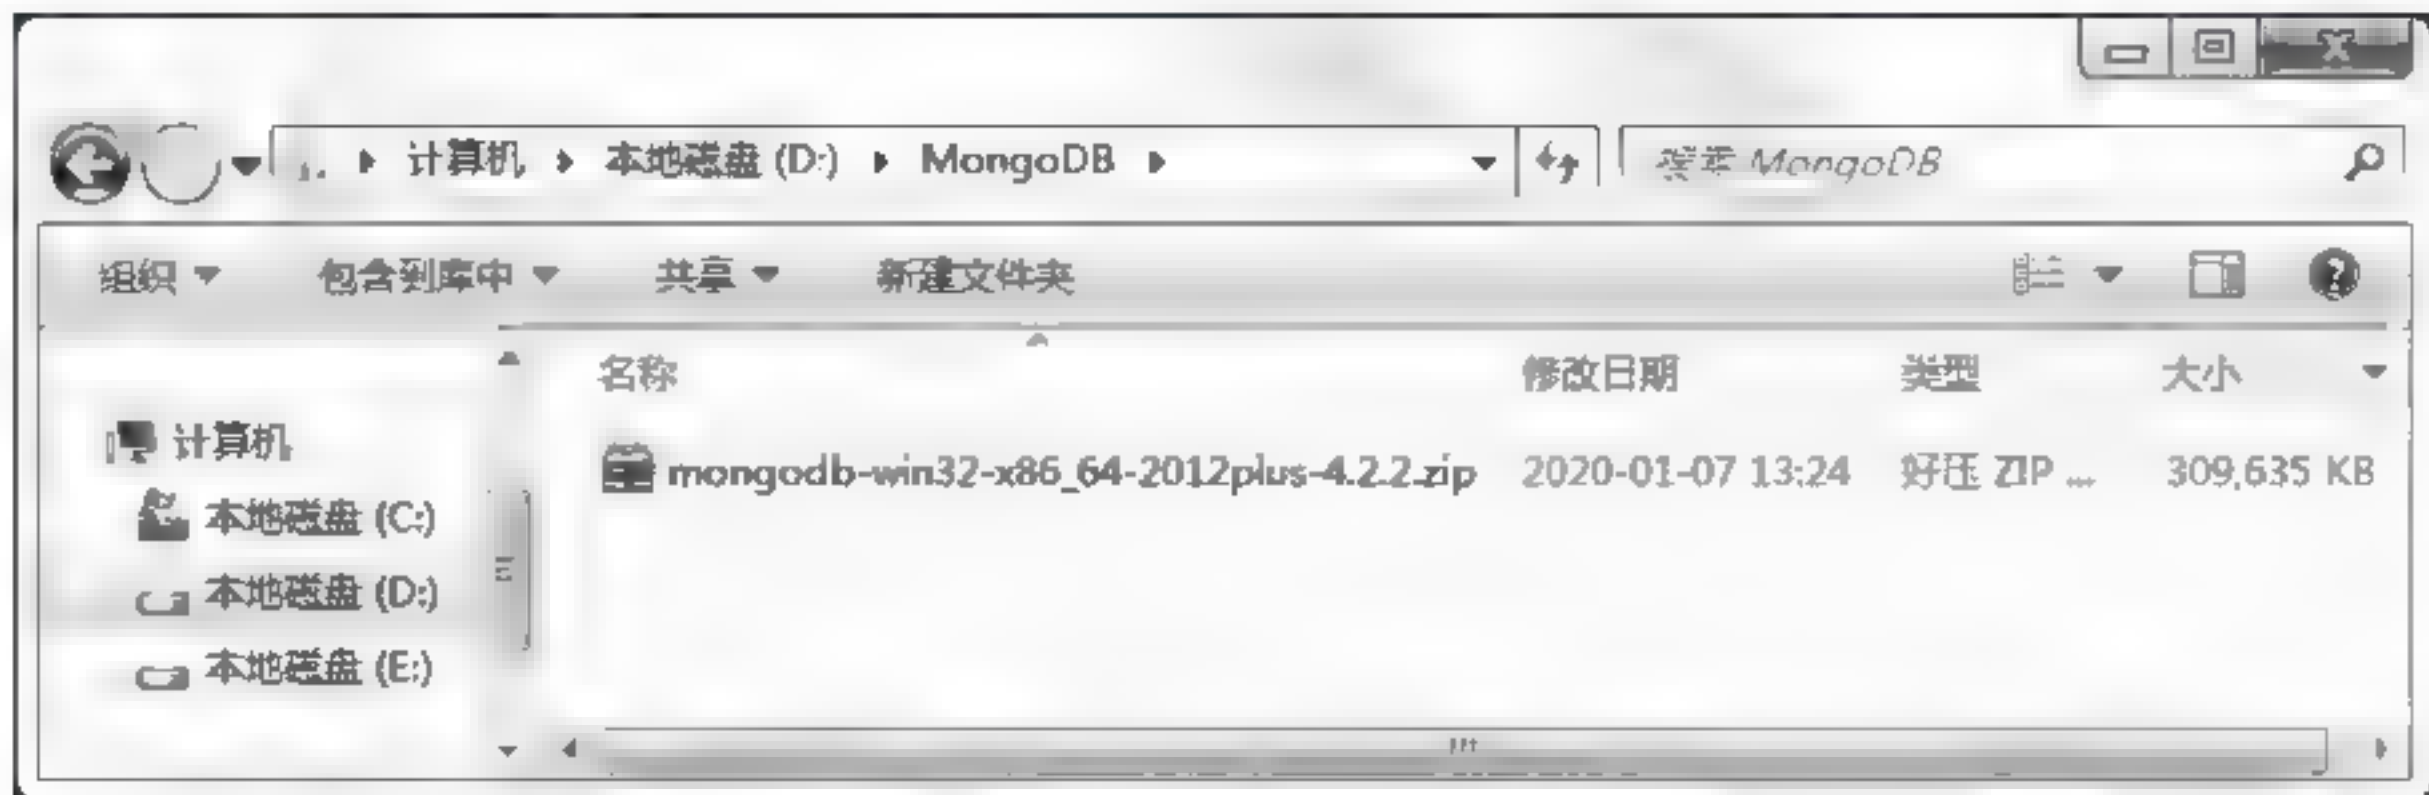 计算机 本地磁盘 (D:) MongoDB 搜索 MongoDB
组织 包含到库中 共享 新建文件夹
名称 修改日期 类型 大小
计算机
mongodb-win32-x86_64-2012plus-4.2.2.zip 2020-01-07 13:24 好压 ZIP ... 309,635 KB
本地磁盘 (C:)
本地磁盘 (D:)
本地磁盘 (E:)